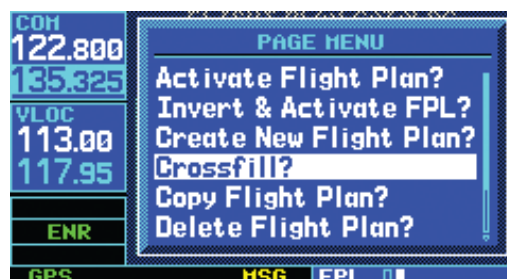 COM
122.800
135.325
VLOC
113.00
117.95
ENR
PAGE MENU
Activate Flight Plan?
Invert & Activate FPL?
Create New Flight Plan?
Crossfill?
Copy Flight Plan?
Delete Flight Plan?
GPS
MSG
FPL